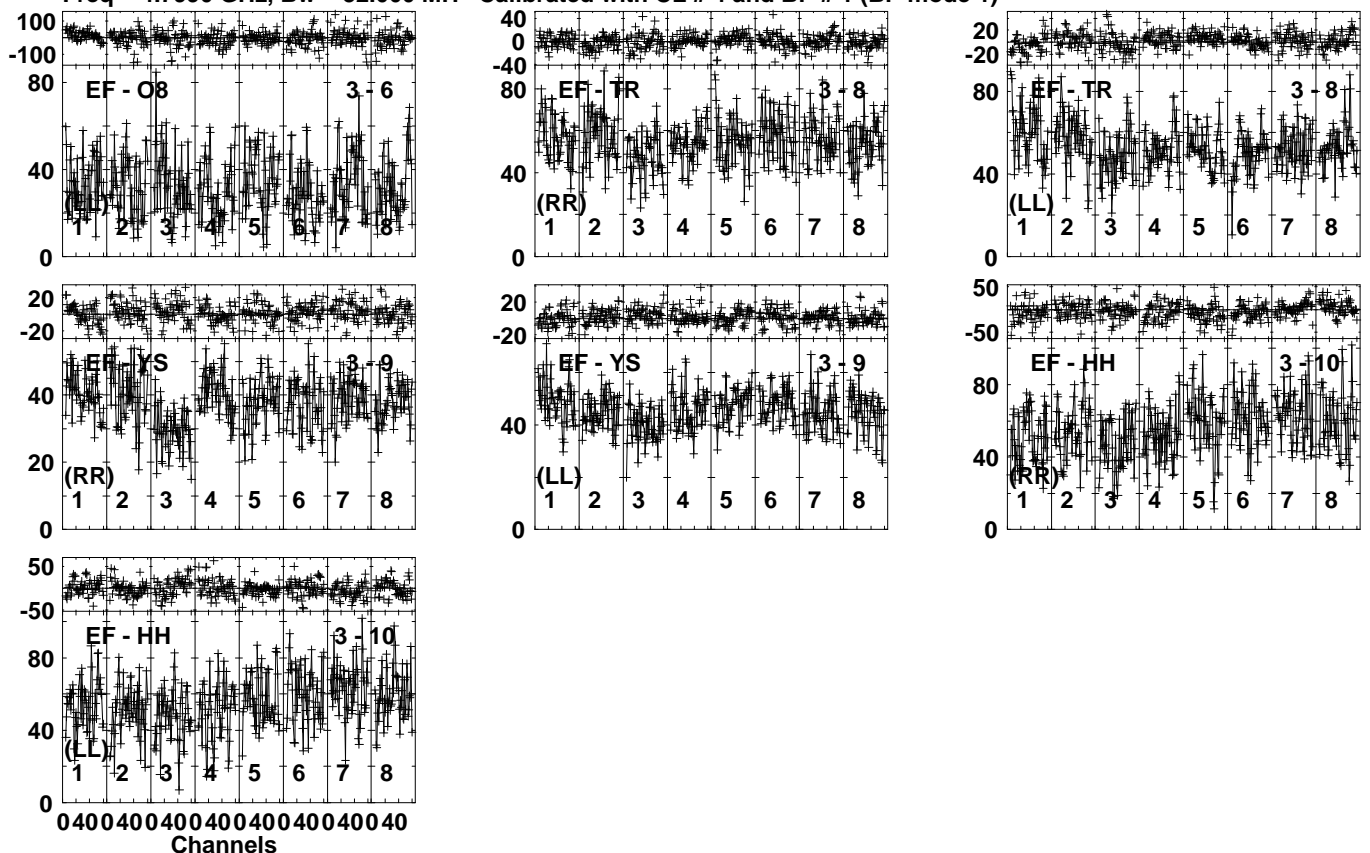 100
-100
80
40
0
EF - O8 3 - 6
(LL)
1 2 3 4 5 6 7 8
40
0
-40
80
40
0
EF - TR 3 - 8
(RR)
1 2 3 4 5 6 7 8
20
-20
80
40
0
EF - TR 3 - 8
(LL)
1 2 3 4 5 6 7 8
20
-20
40
20
0
EF - YS 3 - 9
(RR)
1 2 3 4 5 6 7 8
20
-20
40
0
EF - YS 3 - 9
(LL)
1 2 3 4 5 6 7 8
50
-50
80
40
0
EF - HH 3 - 10
(RR)
1 2 3 4 5 6 7 8
50
-50
80
40
0
EF - HH 3 - 10
(LL)
1 2 3 4 5 6 7 8
0 40 0 40 0 40 0 40 0 40 0 40 0 40 0 40
Channels